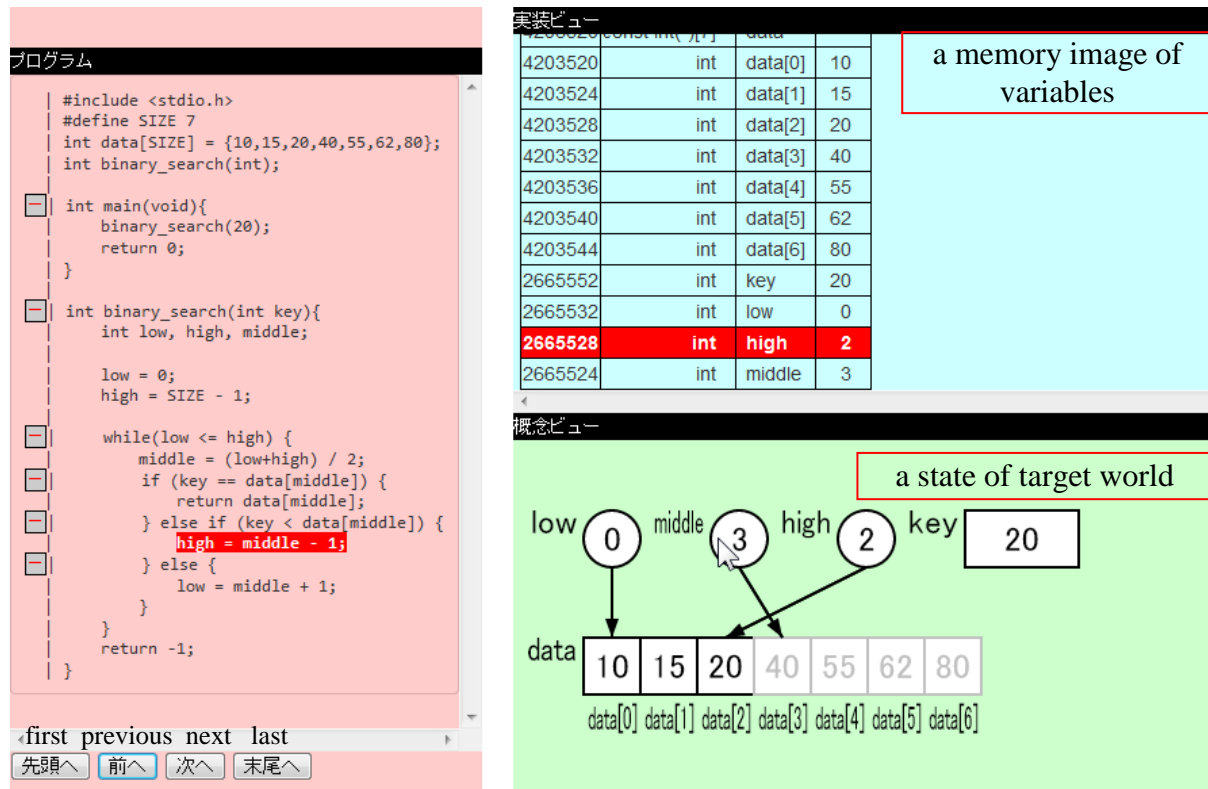 プログラム
#include <stdio.h>
#define SIZE 7
int data[SIZE] = {10,15,20,40,55,62,80};
int binary_search(int);
int main(void){
binary_search(20);
return 0;
}
int binary_search(int key){
int low, high, middle;
low = 0;
high = SIZE - 1;
while(low <= high) {
middle = (low+high) / 2;
if (key == data[middle]) {
return data[middle];
} else if (key < data[middle]) {
high = middle - 1;
} else {
low = middle + 1;
}
}
return -1;
}
first previous next last
先頭へ 前へ 次へ 末尾へ
実装ビュー
a memory image of
variables
4203520 int data[0] 10
4203524 int data[1] 15
4203528 int data[2] 20
4203532 int data[3] 40
4203536 int data[4] 55
4203540 int data[5] 62
4203544 int data[6] 80
2665552 int key 20
2665532 int low 0
2665528 int high 2
2665524 int middle 3
概念ビュー
a state of target world
low 0 middle 3 high 2 key 20
data 10 15 20 40 55 62 80
data[0] data[1] data[2] data[3] data[4] data[5] data[6]